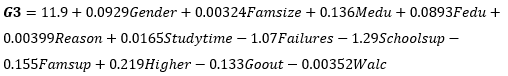 G3 = 11.9 + 0.0929Gender + 0.00324Famsize + 0.136Medu + 0.0893Fedu +
0.00399Reason + 0.0165Studytime − 1.07Failures − 1.29Schoolsup −
0.155Famsup + 0.219Higher − 0.133Goout − 0.00352Walc